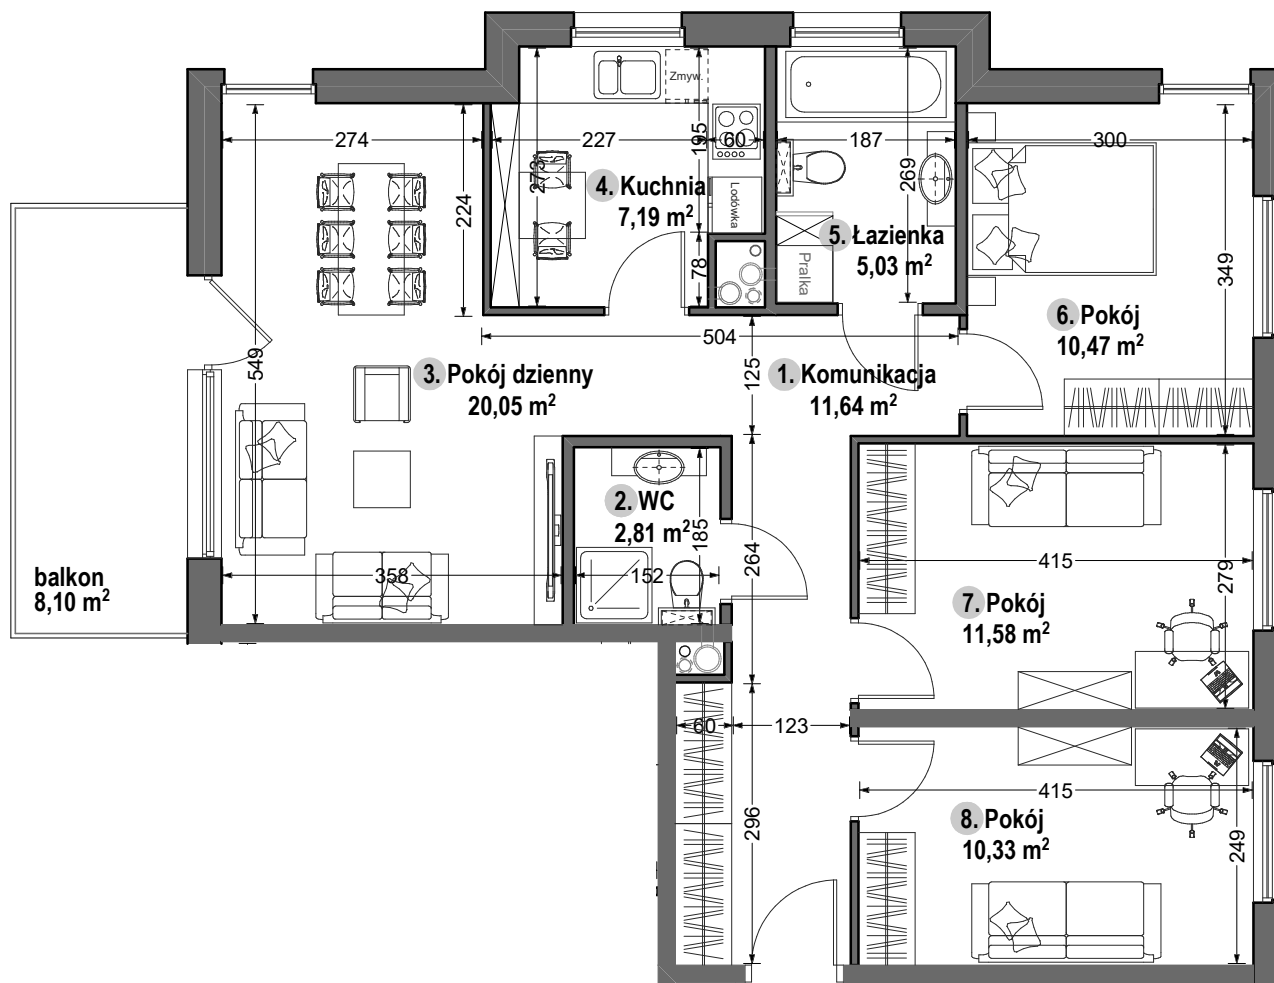 Zmyw.
274
227
195
60
187
300
273
269
224
4. Kuchnia
7,19 m²
Lodówka
5. Łazienka
5,03 m²
78
Pralka
349
6. Pokój
10,47 m²
504
549
125
3. Pokój dzienny
20,05 m²
1. Komunikacja
11,64 m²
2. WC
2,81 m²
185
264
415
279
balkon
8,10 m²
358
152
7. Pokój
11,58 m²
60
123
415
296
8. Pokój
10,33 m²
249